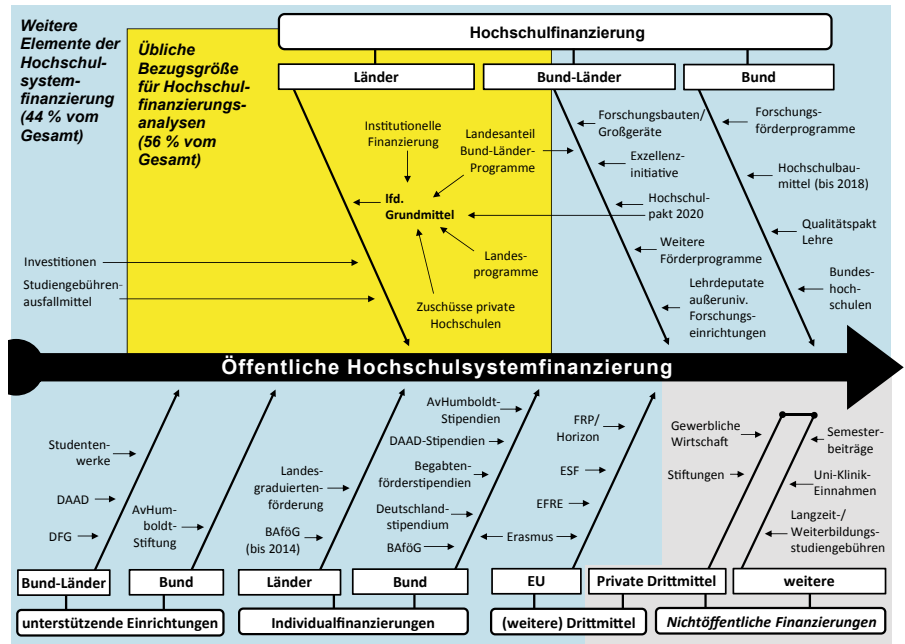 Weitere
Elemente der
Hochschul-
system-
finanzierung
(44 % vom
Gesamt)
Übliche
Bezugsgröße
für Hochschul-
finanzierungs-
analysen
(56 % vom
Gesamt)
Hochschulfinanzierung
Länder
Bund-Länder
Bund
Institutionelle
Finanzierung
Landesanteil
Bund-Länder-
Programme
lfd.
Grundmittel
Landes-
programme
Zuschüsse private
Hochschulen
Investitionen
Studiengebühren-
ausfallmittel
Forschungsbauten/
Großgeräte
Exzellenz-
initiative
Hochschul-
pakt 2020
Weitere
Förderprogramme
Lehrdeputate
außeruniv.
Forschungs-
einrichtungen
Forschungs-
förderprogramme
Hochschulbau-
mittel (bis 2018)
Qualitätspakt
Lehre
Bundes-
hoch-
schulen
Öffentliche Hochschulsystemfinanzierung
Studenten-
werke
DAAD
DFG
AvHum-
boldt-
Stiftung
Landes-
graduierten-
förderung
BAföG
(bis 2014)
AvHumboldt-
Stipendien
DAAD-Stipendien
Begabten-
förderstipendien
Deutschland-
stipendium
BAföG
Erasmus
FRP/
Horizon
ESF
EFRE
Gewerbliche
Wirtschaft
Stiftungen
Semester-
beiträge
Uni-Klinik-
Einnahmen
Langzeit-/
Weiterbildungs-
studiengebühren
Bund-Länder
Bund
Länder
Bund
EU
Private Drittmittel
weitere
unterstützende Einrichtungen
Individualfinanzierungen
(weitere) Drittmittel
Nichtöffentliche Finanzierungen